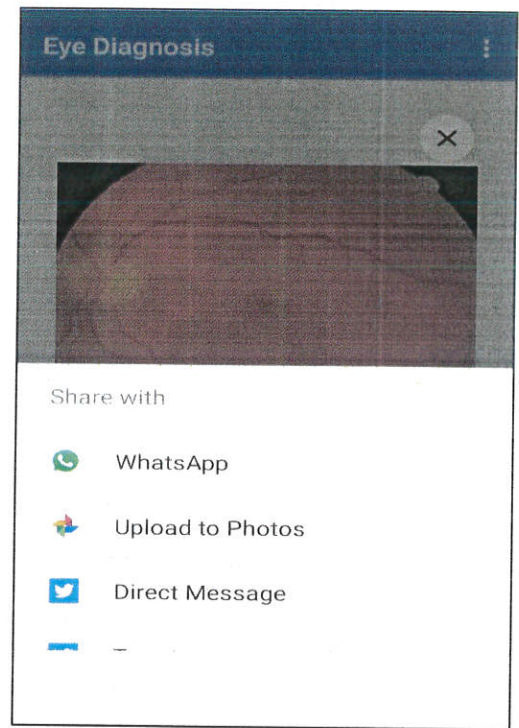 Eye Diagnosis
Share with
WhatsApp
Upload to Photos
Direct Message